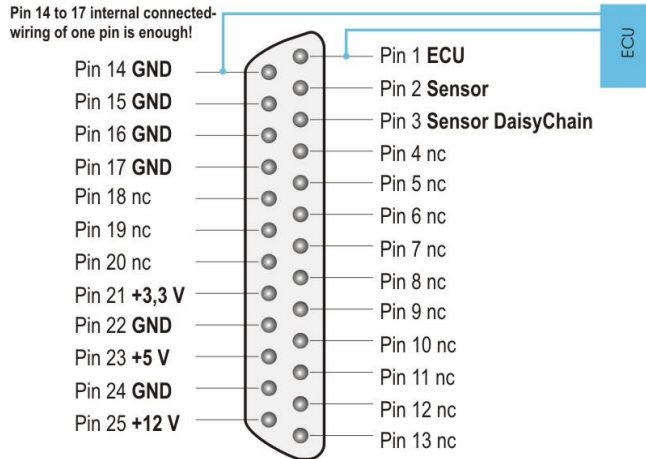 Pin 14 to 17 internal connected-
wiring of one pin is enough!
ECU
Pin 14 GND
Pin 15 GND
Pin 16 GND
Pin 17 GND
Pin 18 nc
Pin 19 nc
Pin 20 nc
Pin 21 +3,3 V
Pin 22 GND
Pin 23 +5 V
Pin 24 GND
Pin 25 +12 V
Pin 1 ECU
Pin 2 Sensor
Pin 3 Sensor DaisyChain
Pin 4 nc
Pin 5 nc
Pin 6 nc
Pin 7 nc
Pin 8 nc
Pin 9 nc
Pin 10 nc
Pin 11 nc
Pin 12 nc
Pin 13 nc